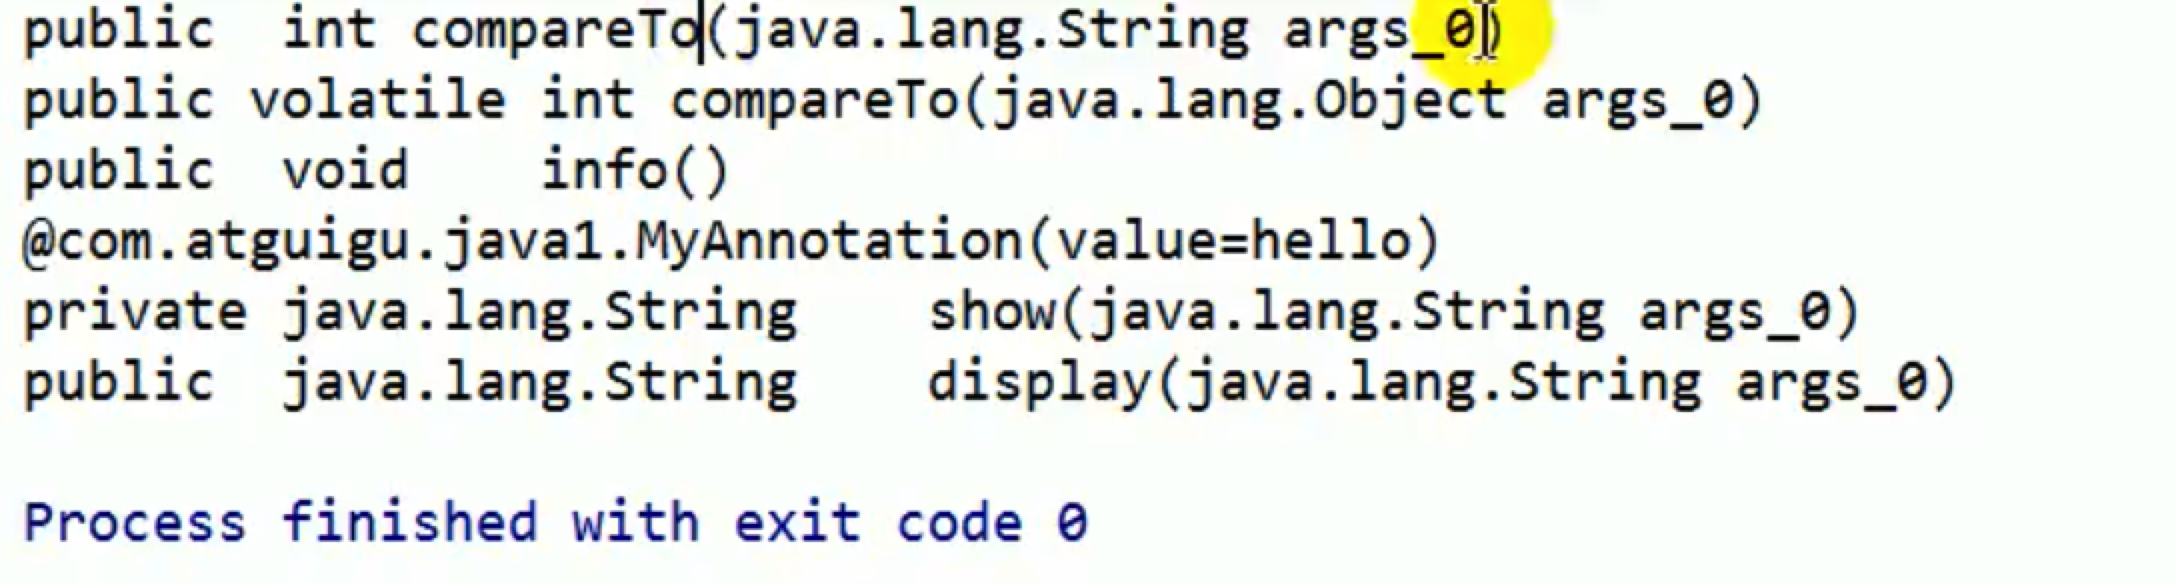 public  int compareTo(java.lang.String args_0)
public volatile int compareTo(java.lang.Object args_0)
public  void    info()
@com.atguigu.java1.MyAnnotation(value=hello)
private java.lang.String    show(java.lang.String args_0)
public  java.lang.String    display(java.lang.String args_0)
Process finished with exit code 0